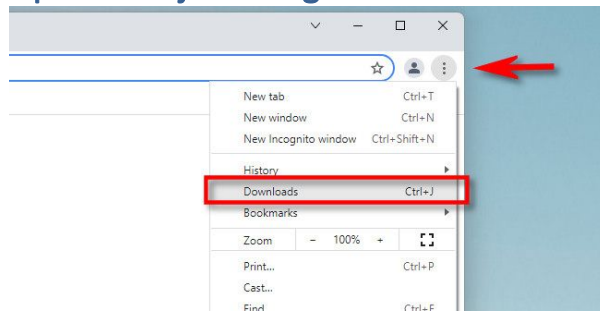 New tab Ctrl+T
New window Ctrl+N
New Incognito window Ctrl+Shift+N
History
Downloads Ctrl+J
Bookmarks
Zoom - 100% +
Print... Ctrl+P
Cast...
Find... Ctrl+F